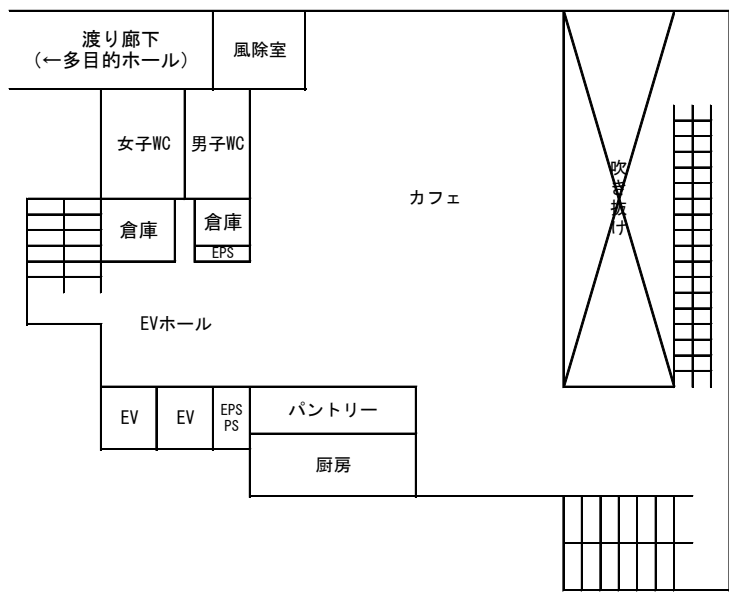 渡り廊下
(←多目的ホール)
風除室
女子WC
男子WC
吹き抜け
カフェ
倉庫
倉庫
EPS
EVホール
EV
EV
EPS
PS
パントリー
厨房